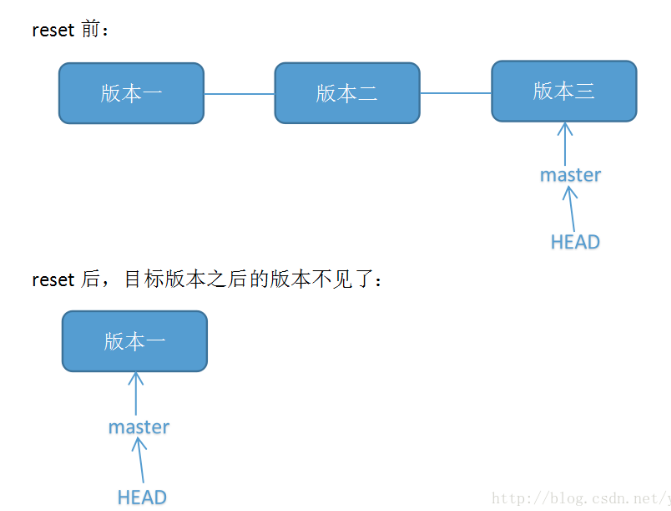 reset 前：
版本一 版本二 版本三
master
HEAD
reset 后，目标版本之后的版本不见了：
版本一
master
HEAD
http://blog.csdn.net/y